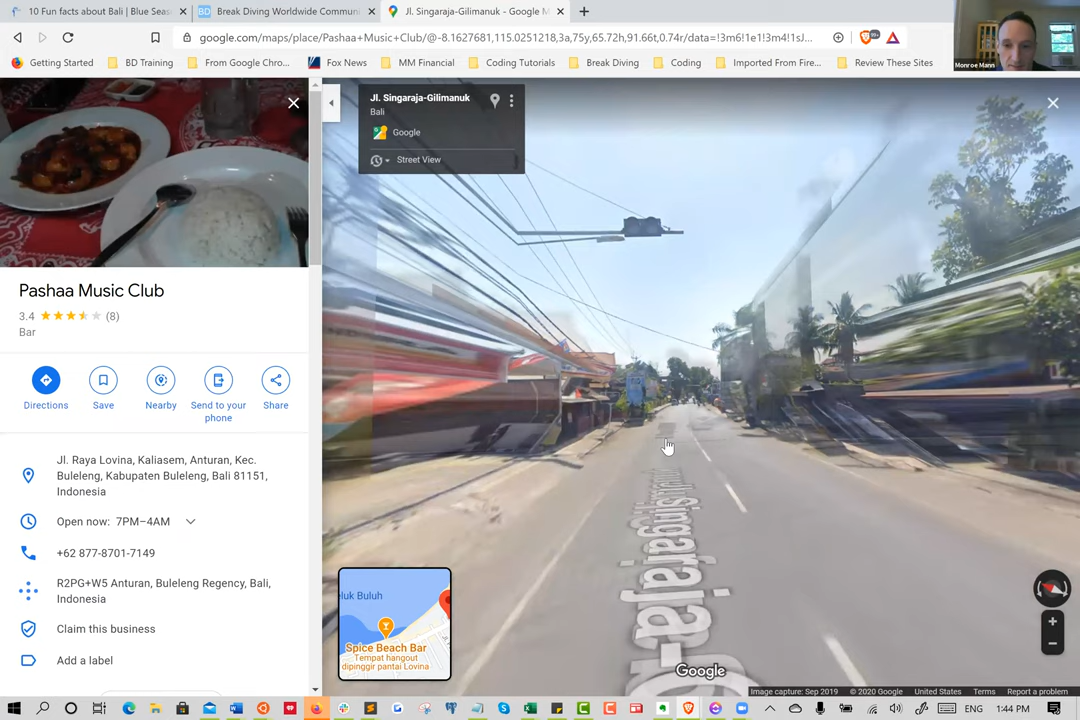 10 Fun facts about Bali | Blue Seas
Break Diving Worldwide Commun
Jl. Singaraja-Gilimanuk - Google M
google.com/maps/place/Pashaa+Music+Club/@-8.1627681,115.0251218,3a,75y,65.72h,91.66t,0.74r/data=!3m6!1e1!3m4!1sJ...
99+
Getting Started
BD Training
From Google Chro...
Fox News
MM Financial
Coding Tutorials
Break Diving
Coding
Imported From Fire...
Review These Sites
Monroe Mann
Jl. Singaraja-Gilimanuk
Bali
Google
Street View
Pashaa Music Club
3.4 (8)
Bar
Directions
Save
Nearby
Send to your
phone
Share
Jl. Raya Lovina, Kaliasem, Anturan, Kec.
Buleleng, Kabupaten Buleleng, Bali 81151,
Indonesia
Open now: 7PM–4AM
+62 877-8701-7149
R2PG+W5 Anturan, Buleleng Regency, Bali,
Indonesia
Claim this business
Add a label
luk Buluh
Spice Beach Bar
Tempat hangout
dipinggir pantai Lovina
Google
Image capture: Sep 2019 © 2020 Google United States Terms Report a problem
ENG 1:44 PM